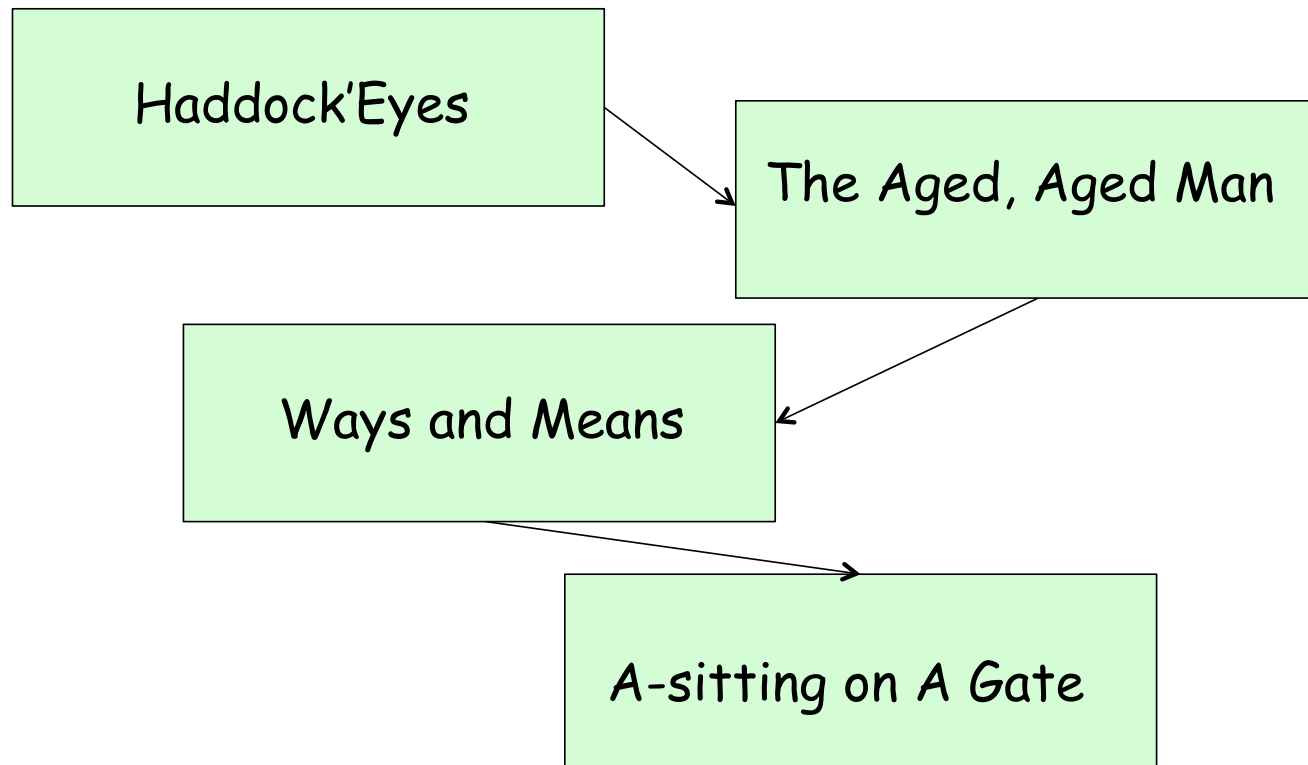 Haddock'Eyes
The Aged, Aged Man
Ways and Means
A-sitting on A Gate